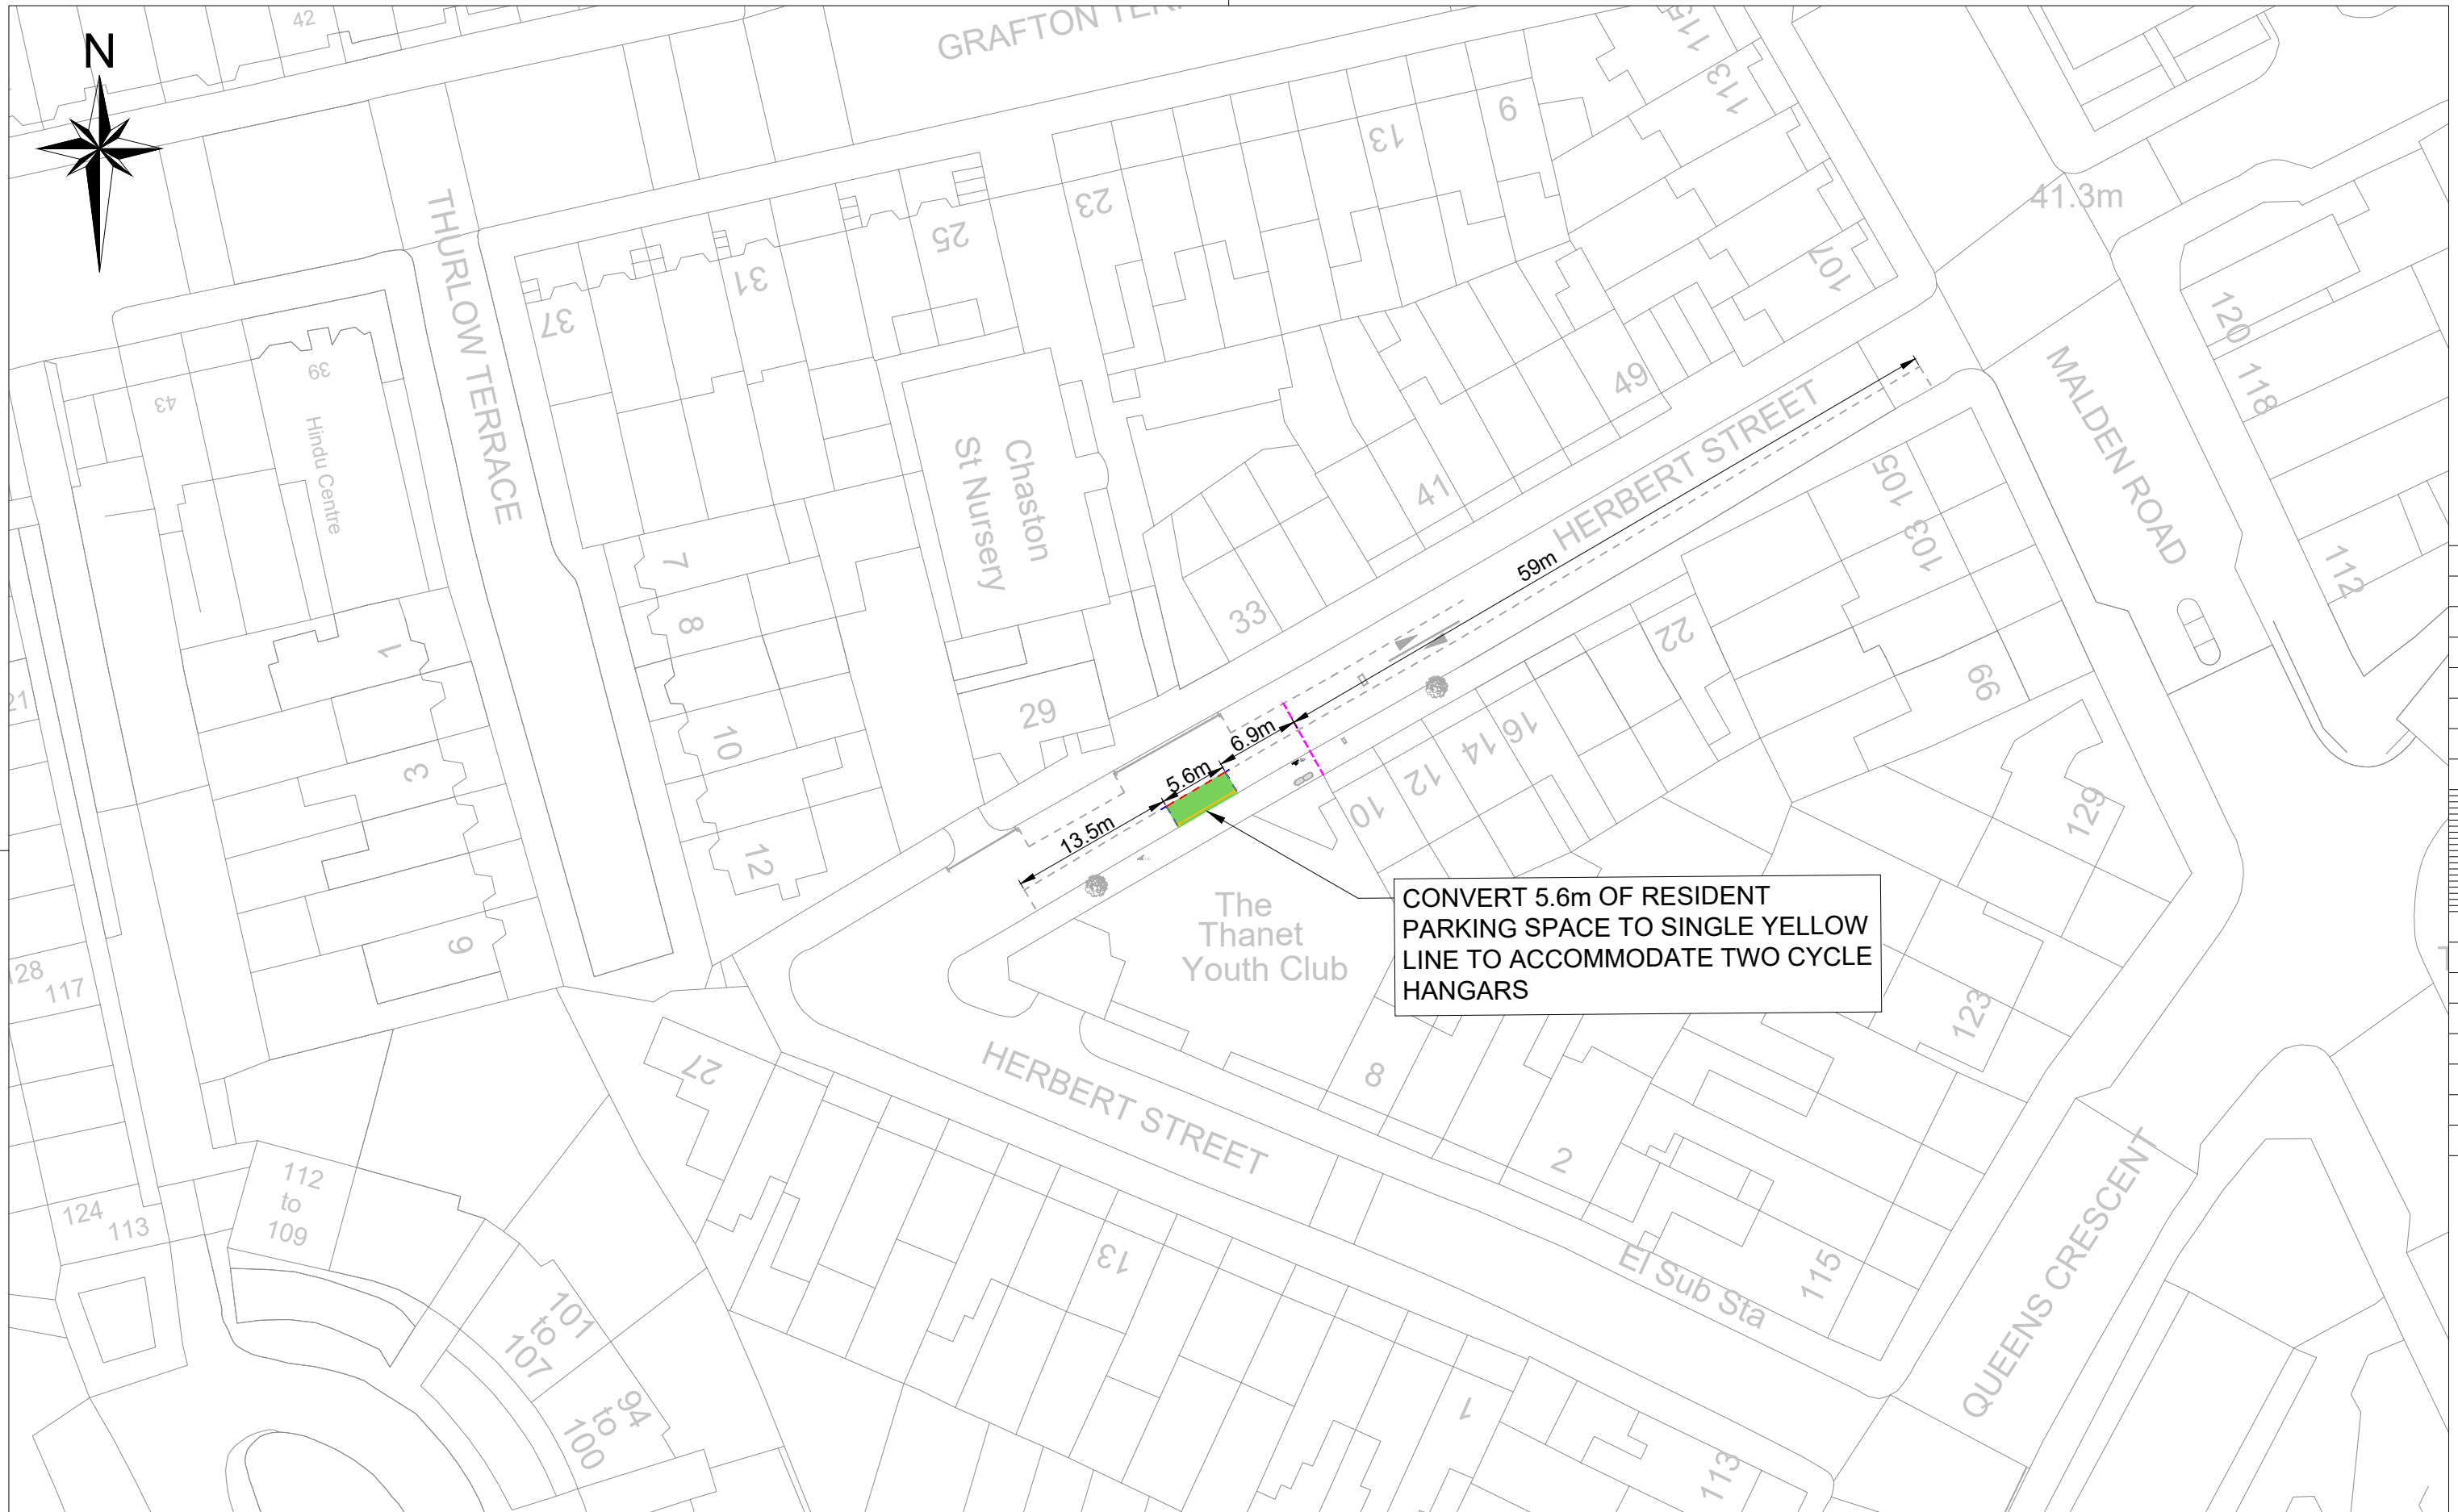 42
N
GRAFTON
115
113
9
13
23
25
31
37
107
41.3m
THURLOW TERRACE
120
118
112
MALDEN ROAD
39
43
Hindu Centre
Chaston
St Nursery
49
41
33
HERBERT STREET
59m
105
103
99
22
7
8
10
12
1
3
9
21
29
6.9m
5.6m
13.5m
16
14
12
10
129
The
Thanet
Youth Club
CONVERT 5.6m OF RESIDENT
PARKING SPACE TO SINGLE YELLOW
LINE TO ACCOMMODATE TWO CYCLE
HANGARS
128
117
123
27
HERBERT STREET
8
2
El Sub Sta
115
QUEENS CRESCENT
112
to
109
124
113
13
101
to
107
94
to
100
1
113